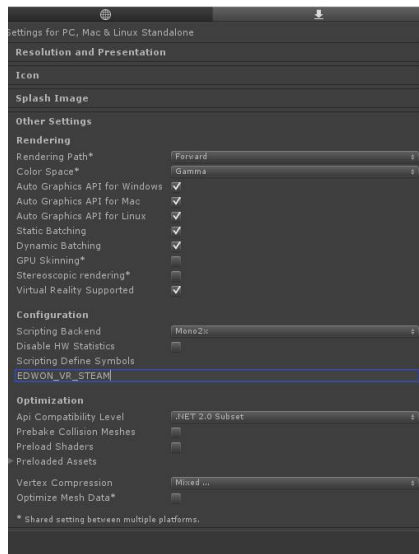 Settings for PC, Mac & Linux Standalone
Resolution and Presentation
Icon
Splash Image
Other Settings
Rendering
Rendering Path* Forward
Color Space* Gamma
Auto Graphics API for Windows
Auto Graphics API for Mac
Auto Graphics API for Linux
Static Batching
Dynamic Batching
GPU Skinning*
Stereoscopic rendering*
Virtual Reality Supported
Configuration
Scripting Backend Mono2x
Disable HW Statistics
Scripting Define Symbols
EDWON_VR_STEAM
Optimization
Api Compatibility Level .NET 2.0 Subset
Prebake Collision Meshes
Preload Shaders
Preloaded Assets
Vertex Compression Mixed ...
Optimize Mesh Data*
* Shared setting between multiple platforms.